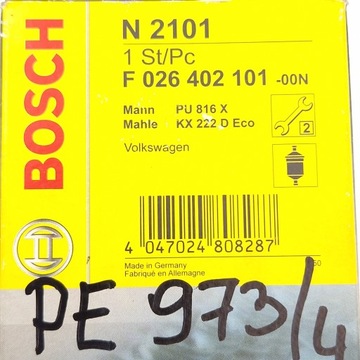 BOSCH
N 2101
1 St/Pc
F 026 402 101 -00N
Mann PU 816 X
Mahle KX 222 D Eco
2
Volkswagen
4 047024 808287
Made in Germany
Fabriqué en Allemagne
PE 973/4